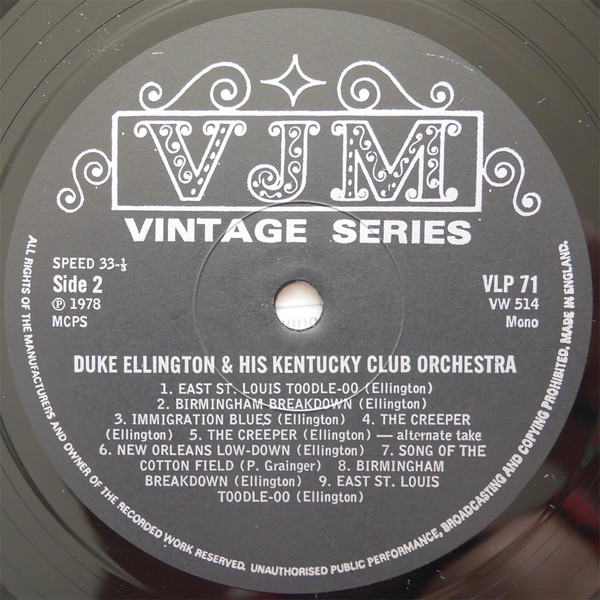 VJM
VINTAGE SERIES
SPEED 33-⅓
Side 2
℗ 1978
MCPS
VLP 71
VW 514
Mono
DUKE ELLINGTON & HIS KENTUCKY CLUB ORCHESTRA
1. EAST ST. LOUIS TOODLE-OO (Ellington)
2. BIRMINGHAM BREAKDOWN (Ellington)
3. IMMIGRATION BLUES (Ellington) 4. THE CREEPER
(Ellington) 5. THE CREEPER (Ellington) — alternate take
6. NEW ORLEANS LOW-DOWN (Ellington) 7. SONG OF THE
COTTON FIELD (P. Grainger) 8. BIRMINGHAM
BREAKDOWN (Ellington) 9. EAST ST. LOUIS
TOODLE-OO (Ellington)
ALL RIGHTS OF THE MANUFACTURERS AND OWNER OF THE RECORDED WORK RESERVED. UNAUTHORISED PUBLIC PERFORMANCE, BROADCASTING AND COPYING PROHIBITED. MADE IN ENGLAND.